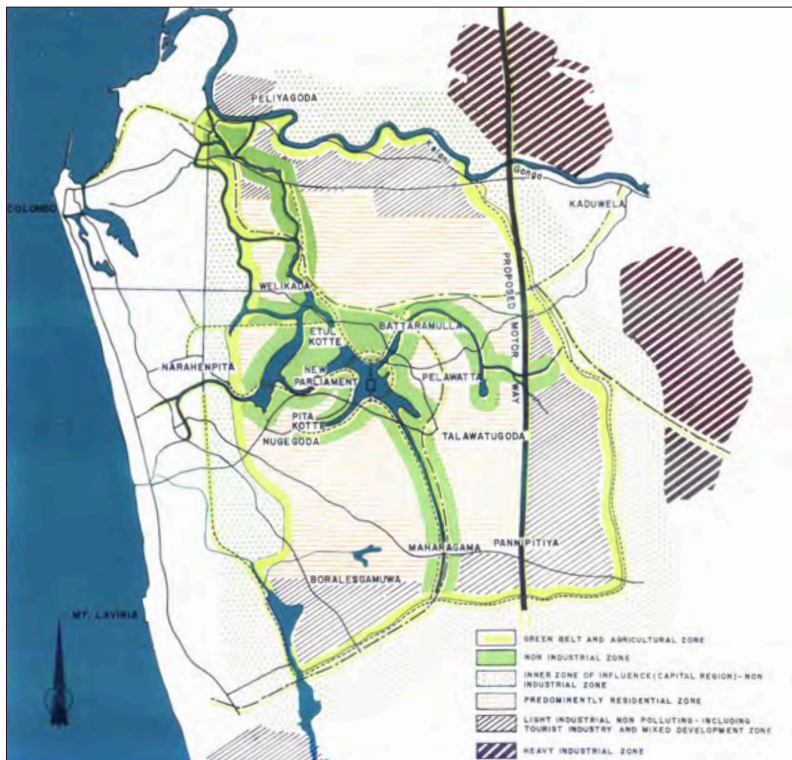 PELIYAGODA
Kelani
Ganga
COLOMBO
KADUWELA
WELIKADA
PROPOSED MOTOR WAY
ETUL
KOTTE
BATTARAMULLA
NARAHENPITA
NEW
PARLIAMENT
PELAWATTA
PITA
KOTTE
NUGEGODA
TALAWATUGODA
MAHARAGAMA
PANNIPITIYA
BORALESGAMUWA
MT. LAVINIA
GREEN BELT AND AGRICULTURAL ZONE
NON INDUSTRIAL ZONE
INNER ZONE OF INFLUENCE(CAPITAL REGION)-NON
INDUSTRIAL ZONE
PREDOMINENTLY RESIDENTIAL ZONE
LIGHT INDUSTRIAL NON POLLUTING-INCLUDING
TOURIST INDUSTRY AND MIXED DEVELOPMENT ZONE
HEAVY INDUSTRIAL ZONE